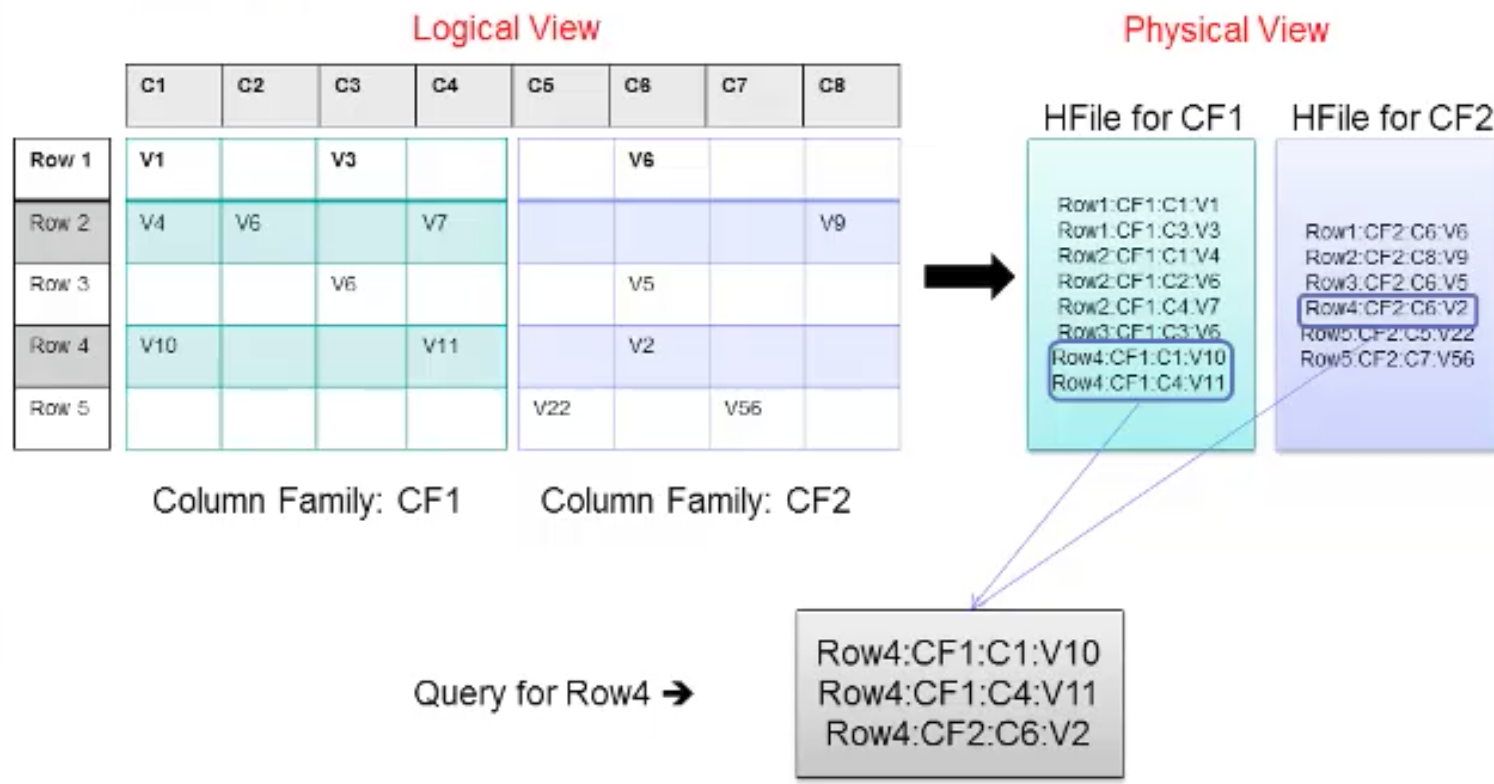 Logical View
Physical View
C1 C2 C3 C4 C5 C6 C7 C8
Row 1 V1 V3 V6
Row 2 V4 V6 V7 V9
Row 3 V6 V5
Row 4 V10 V11 V2
Row 5 V22 V56
Column Family: CF1
Column Family: CF2
HFile for CF1
Row1:CF1:C1:V1
Row1:CF1:C3:V3
Row2:CF1:C1:V4
Row2:CF1:C2:V6
Row2:CF1:C4:V7
Row3:CF1:C3:V6
Row4:CF1:C1:V10
Row4:CF1:C4:V11
HFile for CF2
Row1:CF2:C6:V6
Row2:CF2:C8:V9
Row3:CF2:C6:V5
Row4:CF2:C6:V2
Row5:CF2:C5:V22
Row5:CF2:C7:V56
Query for Row4 ➔
Row4:CF1:C1:V10
Row4:CF1:C4:V11
Row4:CF2:C6:V2